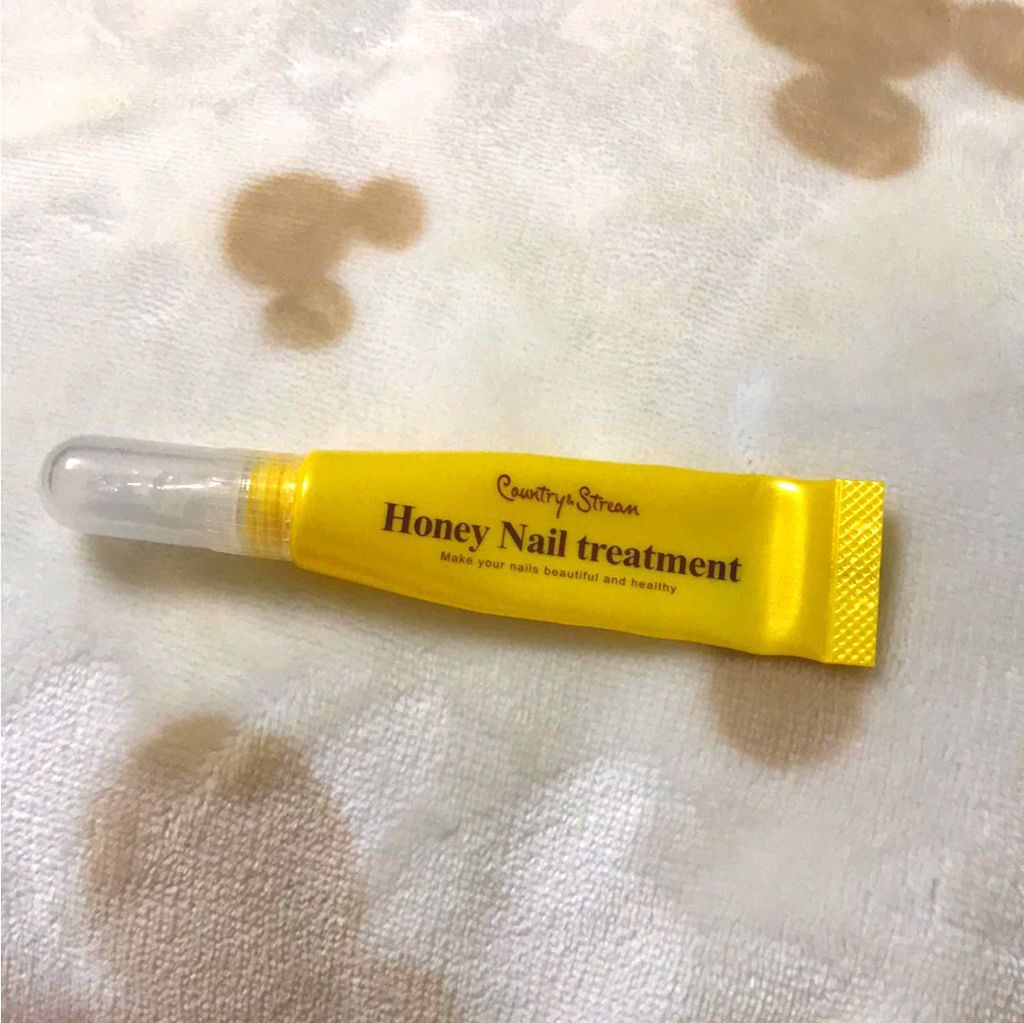 Country & Stream
Honey Nail treatment
Make your nails beautiful and healthy